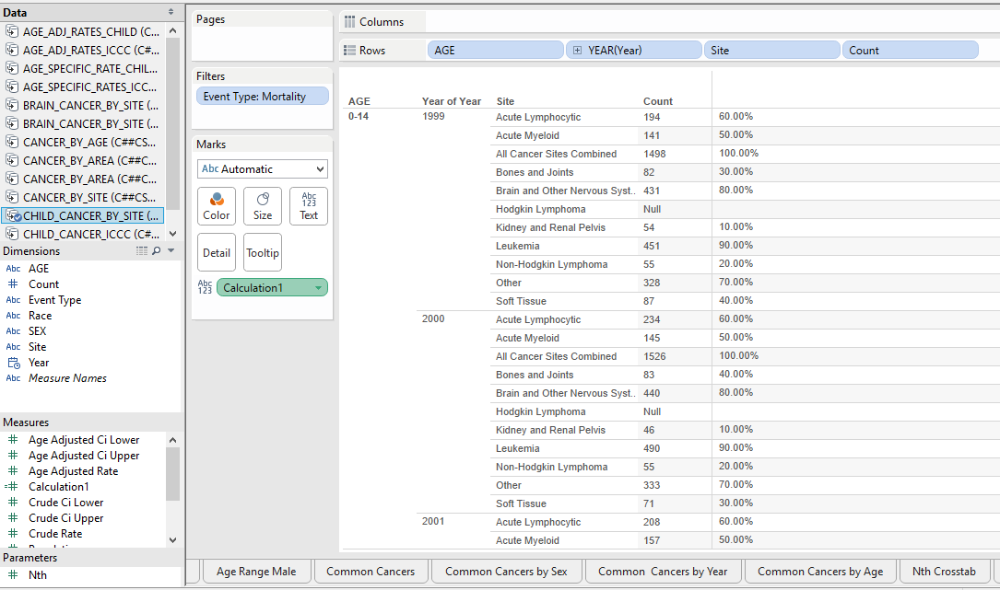 Data
AGE_ADJ_RATES_CHILD (C...
AGE_ADJ_RATES_ICCC (C#...
AGE_SPECIFIC_RATE_CHIL...
AGE_SPECIFIC_RATES_ICC...
BRAIN_CANCER_BY_SITE (...
BRAIN_CANCER_BY_SITE (...
CANCER_BY_AGE (C##CS...
CANCER_BY_AREA (C##C...
CANCER_BY_AREA (C##C...
CANCER_BY_SITE (C##CS...
CHILD_CANCER_BY_SITE (...
CHILD_CANCER_ICCC (C#...
Dimensions
Abc AGE
# Count
Abc Event Type
Abc Race
Abc SEX
Abc Site
Year
Abc Measure Names
Measures
# Age Adjusted Ci Lower
# Age Adjusted Ci Upper
# Age Adjusted Rate
=# Calculation1
# Crude Ci Lower
# Crude Ci Upper
# Crude Rate
Parameters
# Nth
Pages
Filters
Event Type: Mortality
Marks
Abc Automatic
Color Size Abc 123 Text
Detail Tooltip
Abc 123 Calculation1
Columns
Rows AGE YEAR(Year) Site Count
AGE Year of Year Site Count
0-14 1999 Acute Lymphocytic 194 60.00%
Acute Myeloid 141 50.00%
All Cancer Sites Combined 1498 100.00%
Bones and Joints 82 30.00%
Brain and Other Nervous Syst.. 431 80.00%
Hodgkin Lymphoma Null
Kidney and Renal Pelvis 54 10.00%
Leukemia 451 90.00%
Non-Hodgkin Lymphoma 55 20.00%
Other 328 70.00%
Soft Tissue 87 40.00%
2000 Acute Lymphocytic 234 60.00%
Acute Myeloid 145 50.00%
All Cancer Sites Combined 1526 100.00%
Bones and Joints 83 40.00%
Brain and Other Nervous Syst.. 440 80.00%
Hodgkin Lymphoma Null
Kidney and Renal Pelvis 46 10.00%
Leukemia 490 90.00%
Non-Hodgkin Lymphoma 55 20.00%
Other 333 70.00%
Soft Tissue 71 30.00%
2001 Acute Lymphocytic 208 60.00%
Acute Myeloid 157 50.00%
Age Range Male Common Cancers Common Cancers by Sex Common Cancers by Year Common Cancers by Age Nth Crosstab